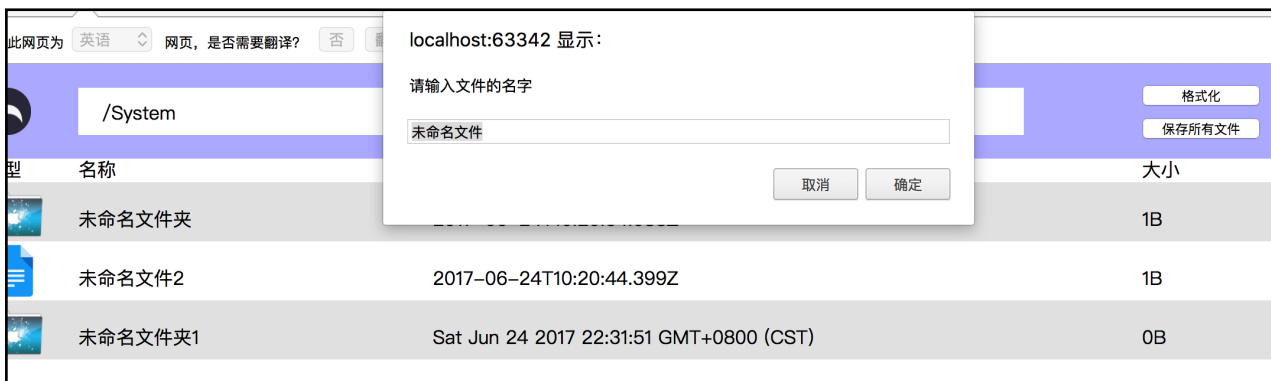 localhost:63342 显示：
此网页为 英语 网页，是否需要翻译？ 否
请输入文件的名字
格式化
/System
未命名文件
保存所有文件
型 名称 大小
取消 确定
未命名文件夹 1B
未命名文件2 2017-06-24T10:20:44.399Z 1B
未命名文件夹1 Sat Jun 24 2017 22:31:51 GMT+0800 (CST) 0B